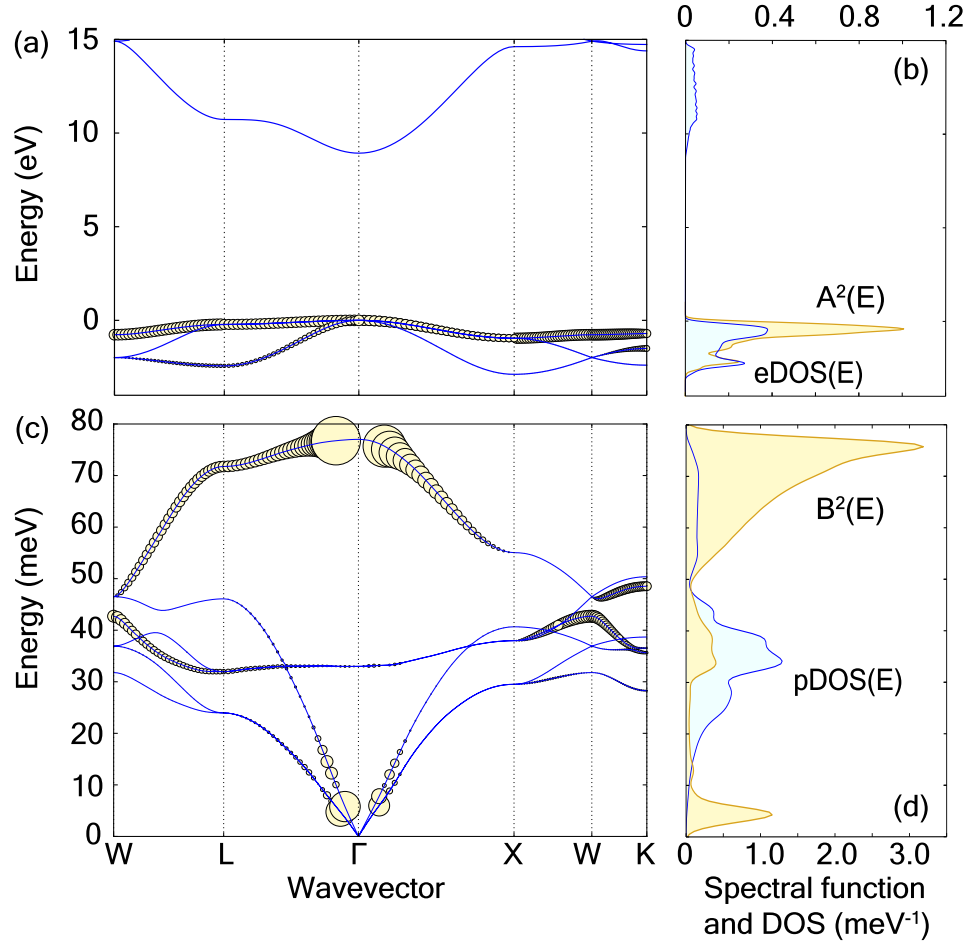 0 0.4 0.8 1.2
(a)
15
10
5
0
Energy (eV)
(b)
A²(E)
eDOS(E)
(c)
80
70
60
50
40
30
20
10
0
Energy (meV)
W L Γ X W K
Wavevector
B²(E)
pDOS(E)
(d)
0 1.0 2.0 3.0
Spectral function
and DOS (meV⁻¹)